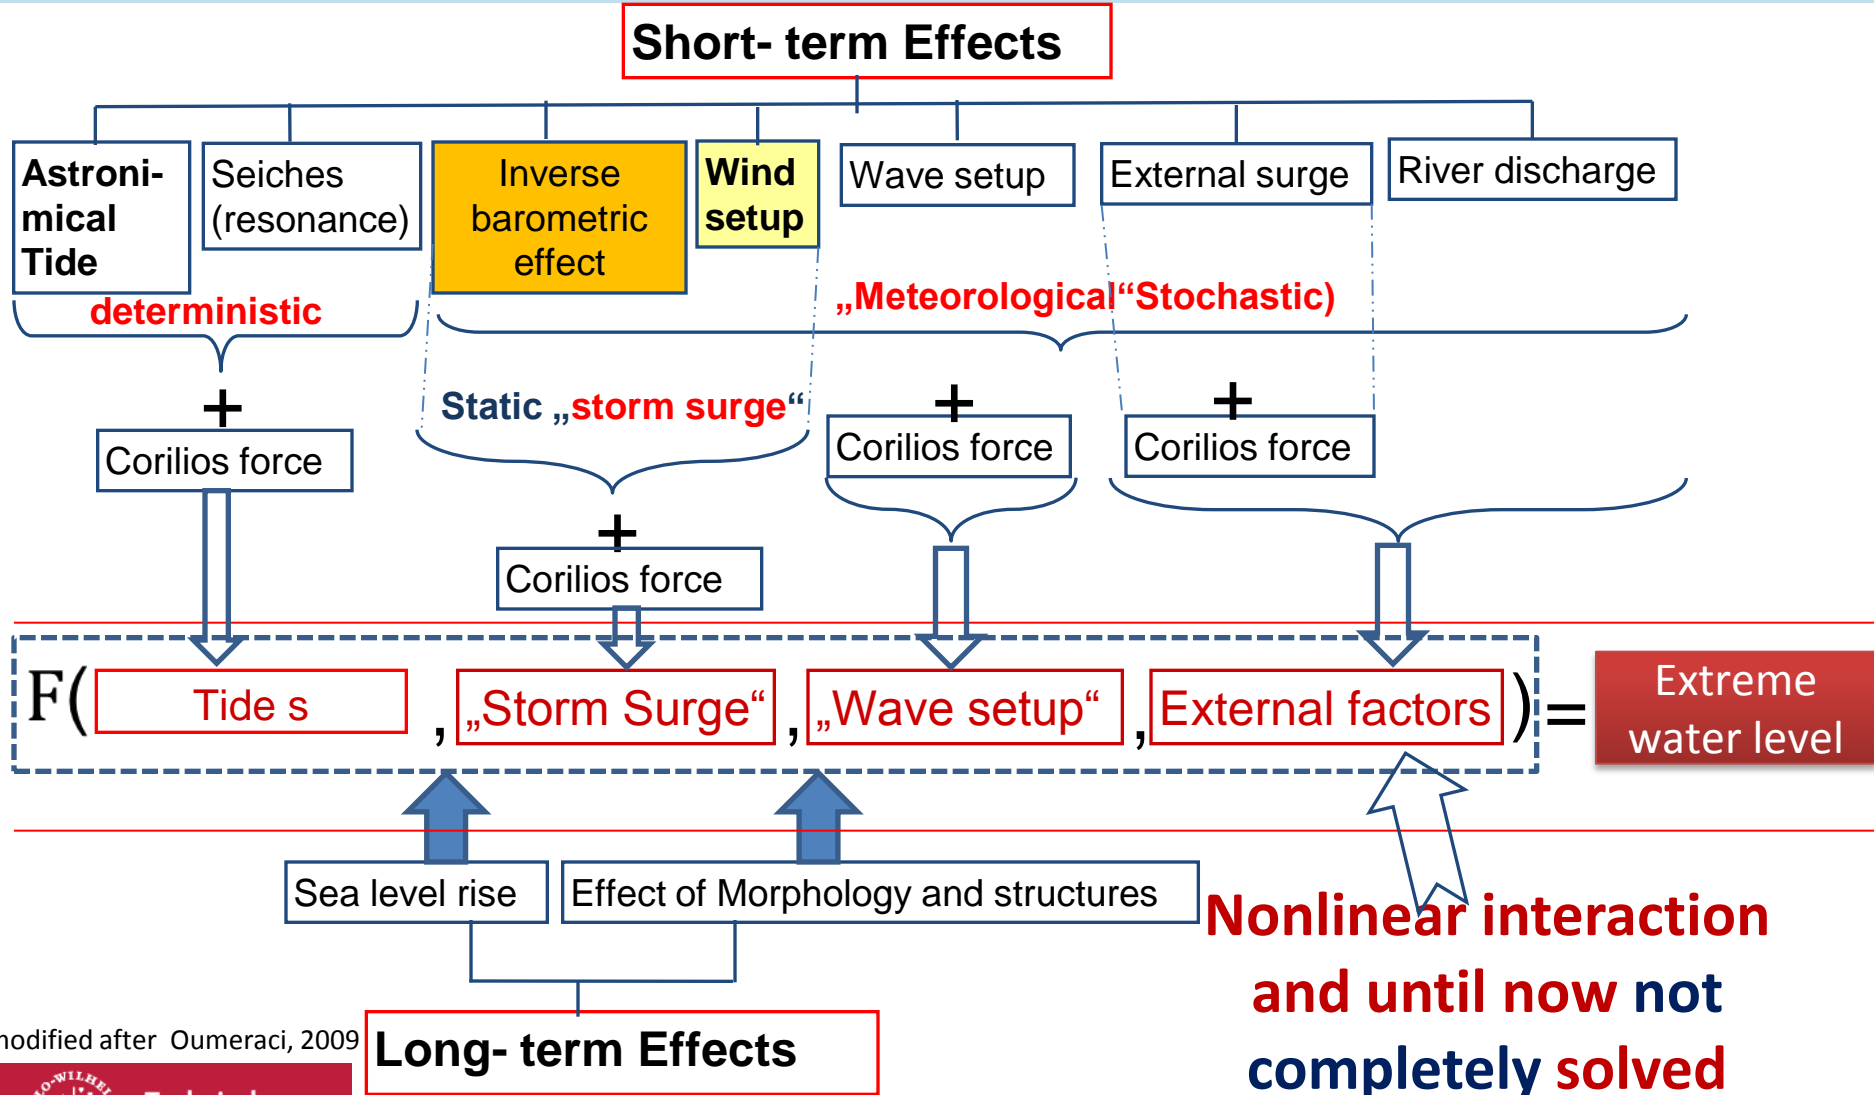 Short- term Effects
Astroni-
mical
Tide
Seiches
(resonance)
Inverse
barometric
effect
Wind
setup
Wave setup
External surge
River discharge
deterministic
„Meteorological“Stochastic)
+
Corilios force
Static „storm surge“
+
Corilios force
+
Corilios force
+
Corilios force
F( Tide s , „Storm Surge“ , „Wave setup“ , External factors ) =
Extreme
water level
Sea level rise
Effect of Morphology and structures
Nonlinear interaction
and until now not
completely solved
modified after Oumeraci, 2009
Long- term Effects